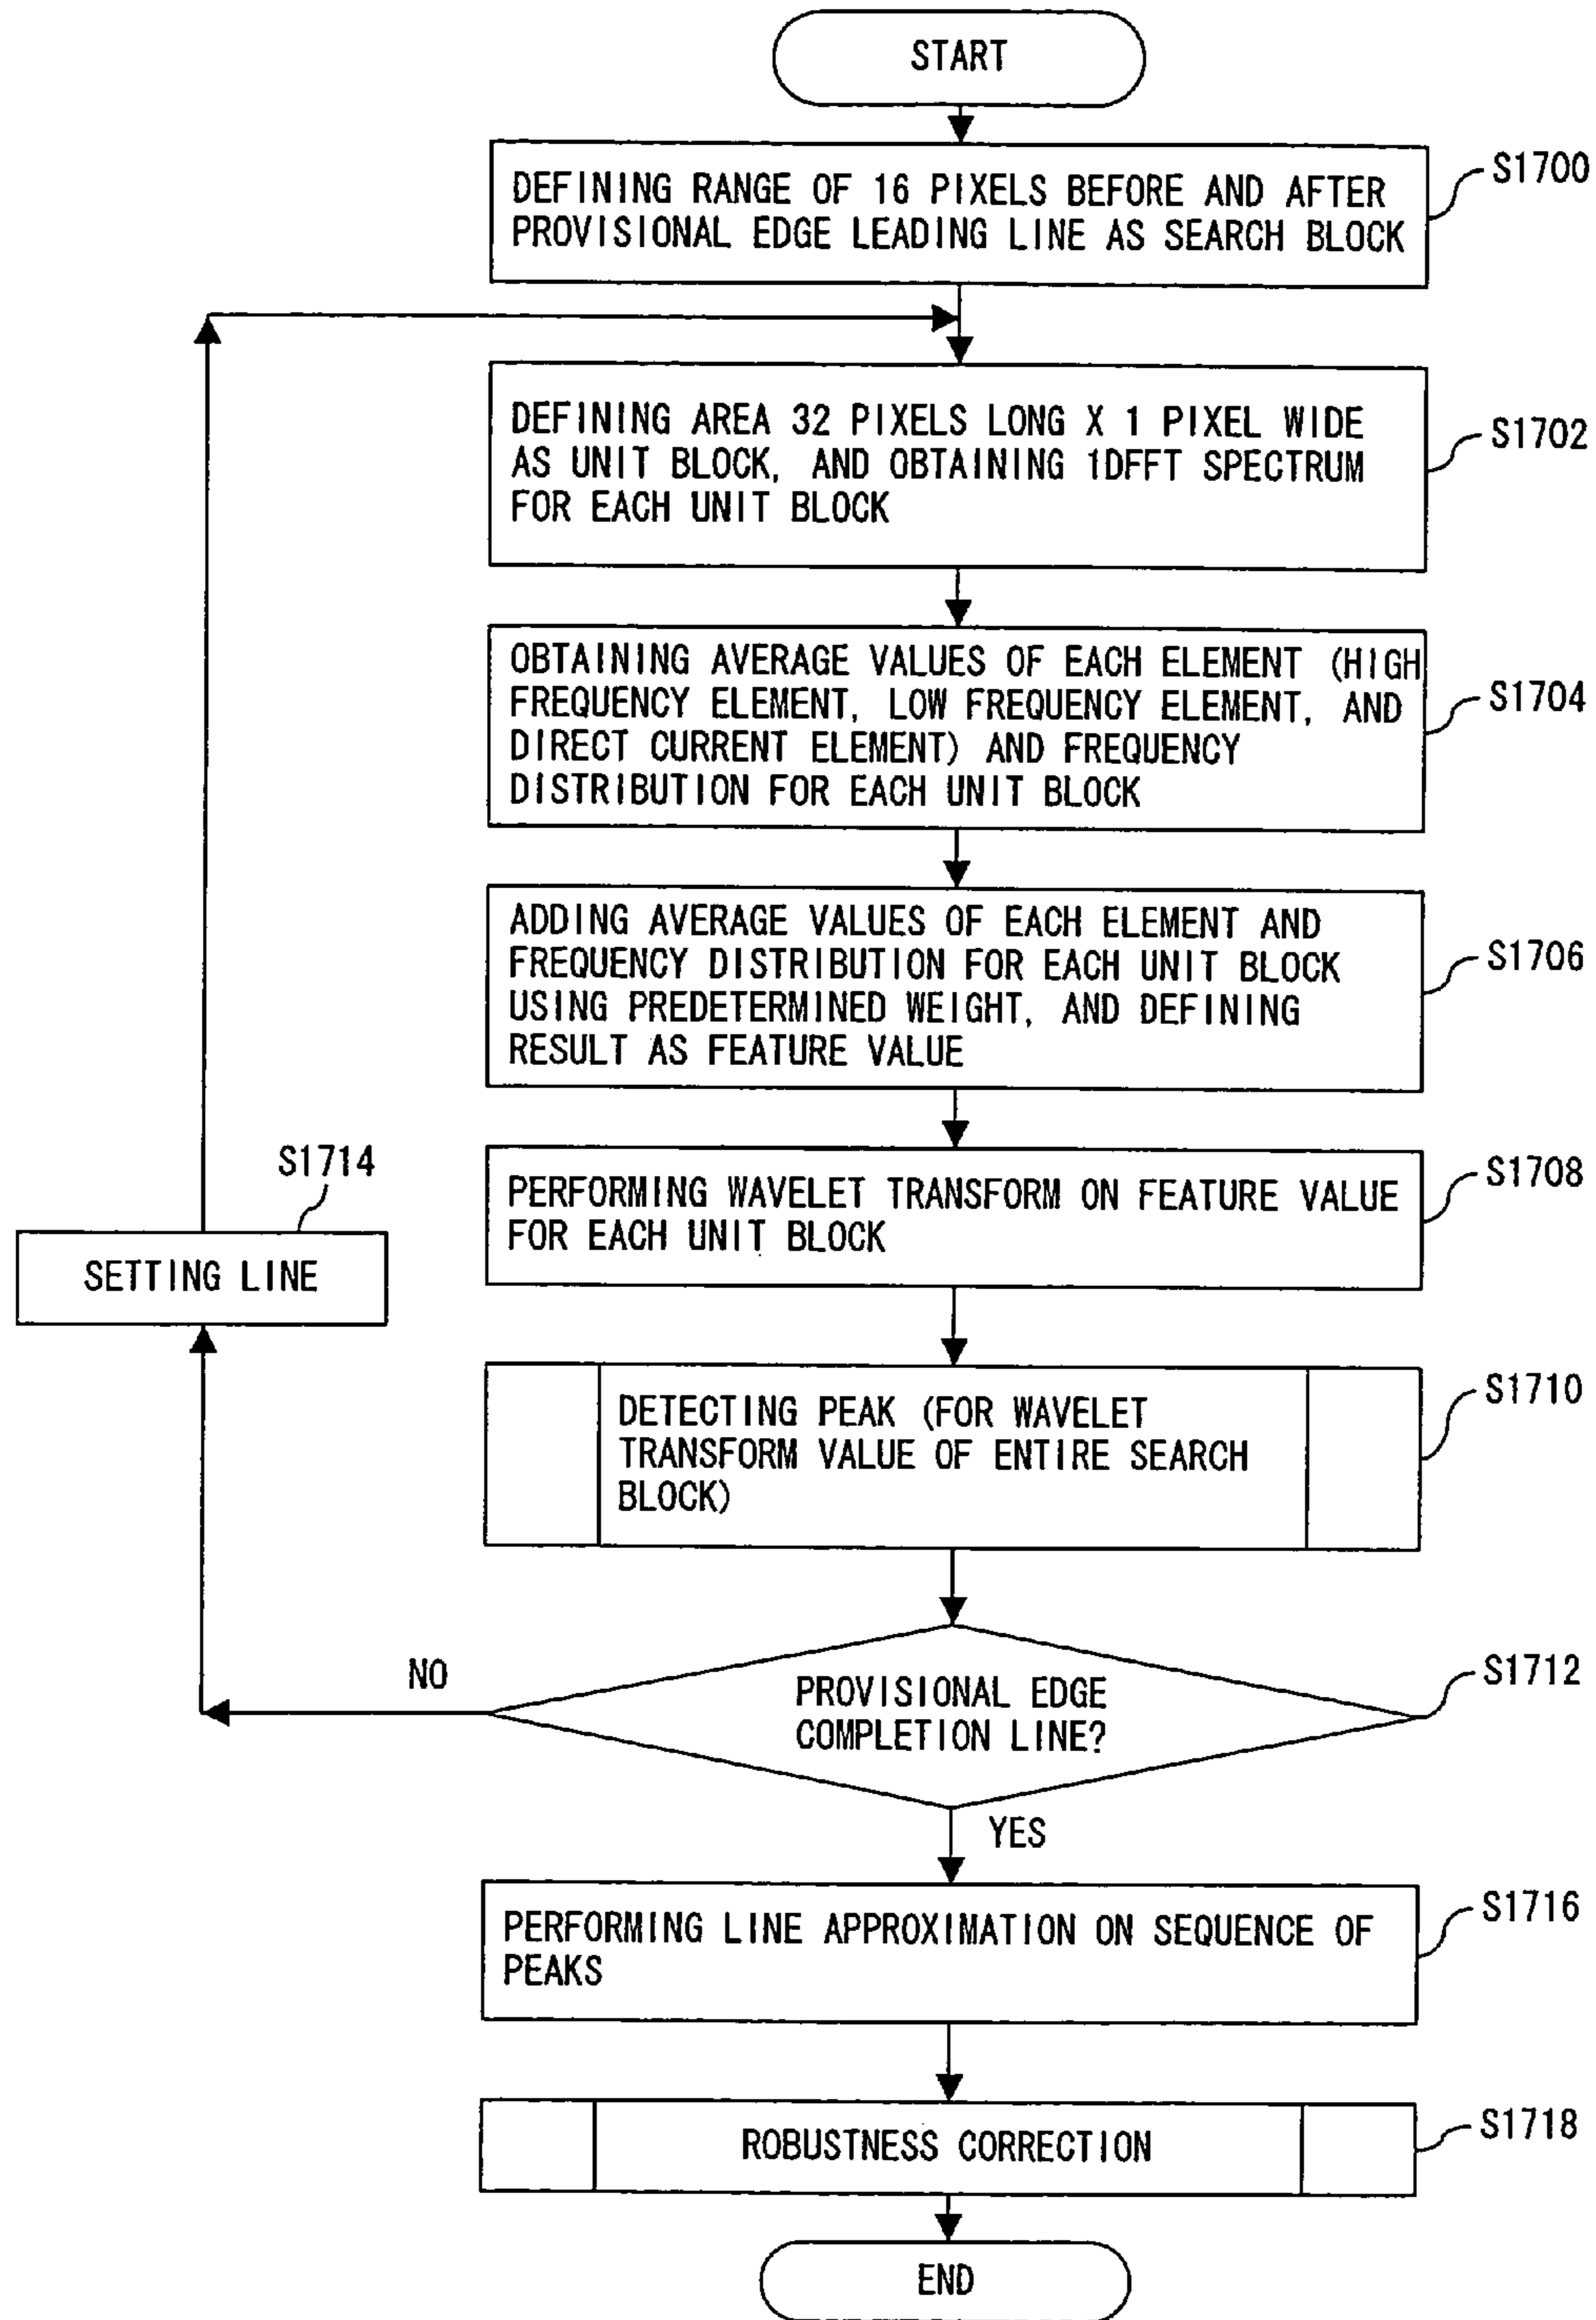 START
S1700
DEFINING RANGE OF 16 PIXELS BEFORE AND AFTER
PROVISIONAL EDGE LEADING LINE AS SEARCH BLOCK
S1702
DEFINING AREA 32 PIXELS LONG X 1 PIXEL WIDE
AS UNIT BLOCK, AND OBTAINING 1DFFT SPECTRUM
FOR EACH UNIT BLOCK
S1704
OBTAINING AVERAGE VALUES OF EACH ELEMENT (HIGH
FREQUENCY ELEMENT, LOW FREQUENCY ELEMENT, AND
DIRECT CURRENT ELEMENT) AND FREQUENCY
DISTRIBUTION FOR EACH UNIT BLOCK
S1706
ADDING AVERAGE VALUES OF EACH ELEMENT AND
FREQUENCY DISTRIBUTION FOR EACH UNIT BLOCK
USING PREDETERMINED WEIGHT, AND DEFINING
RESULT AS FEATURE VALUE
S1708
PERFORMING WAVELET TRANSFORM ON FEATURE VALUE
FOR EACH UNIT BLOCK
S1714
SETTING LINE
S1710
DETECTING PEAK (FOR WAVELET
TRANSFORM VALUE OF ENTIRE SEARCH
BLOCK)
S1712
NO
PROVISIONAL EDGE
COMPLETION LINE?
YES
S1716
PERFORMING LINE APPROXIMATION ON SEQUENCE OF
PEAKS
S1718
ROBUSTNESS CORRECTION
END